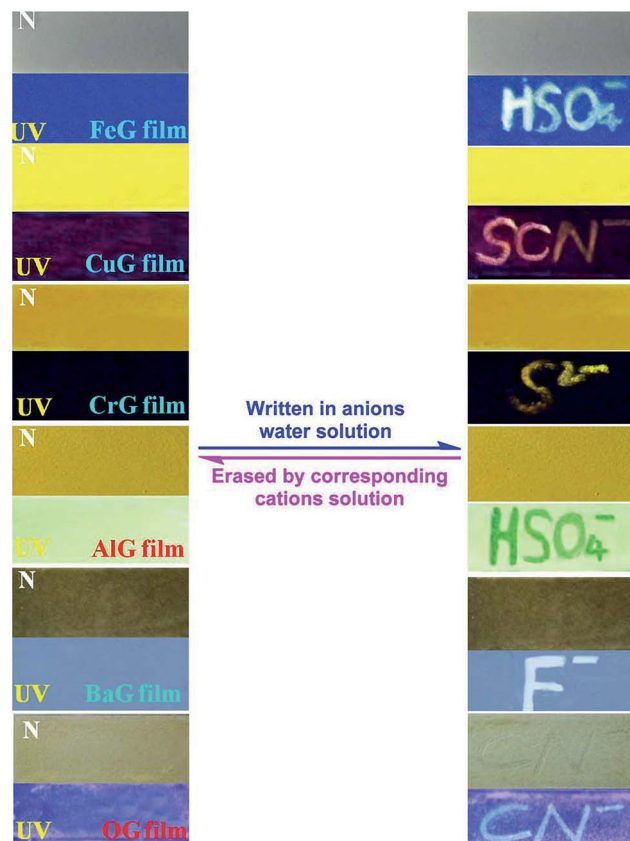 N
UV FeG film
HSO₄⁻
N
UV CuG film
SCN⁻
N
UV CrG film
S²⁻
Written in anions
water solution
Erased by corresponding
cations solution
N
UV AlG film
HSO₄⁻
N
UV BaG film
F⁻
N
CN⁻
UV OG film
CN⁻